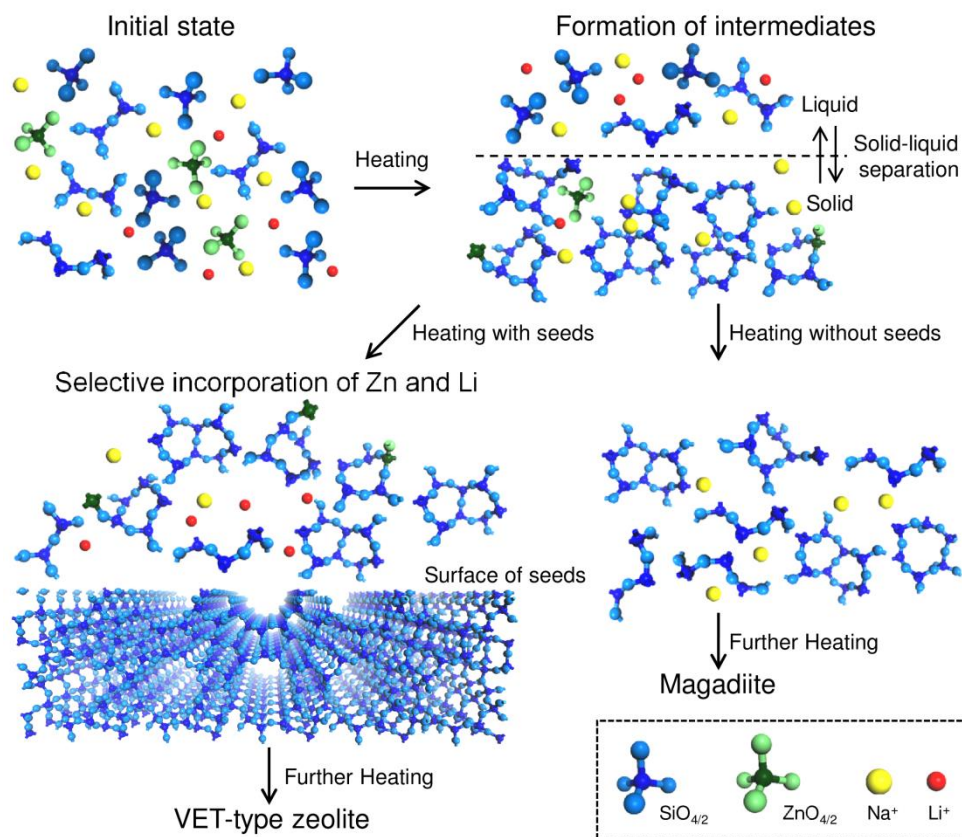 Initial state
Formation of intermediates
Heating
Liquid
Solid-liquid
separation
Solid
Heating with seeds
Heating without seeds
Selective incorporation of Zn and Li
Surface of seeds
Further Heating
Magadiite
Further Heating
VET-type zeolite
SiO4/2
ZnO4/2
Na⁺
Li⁺